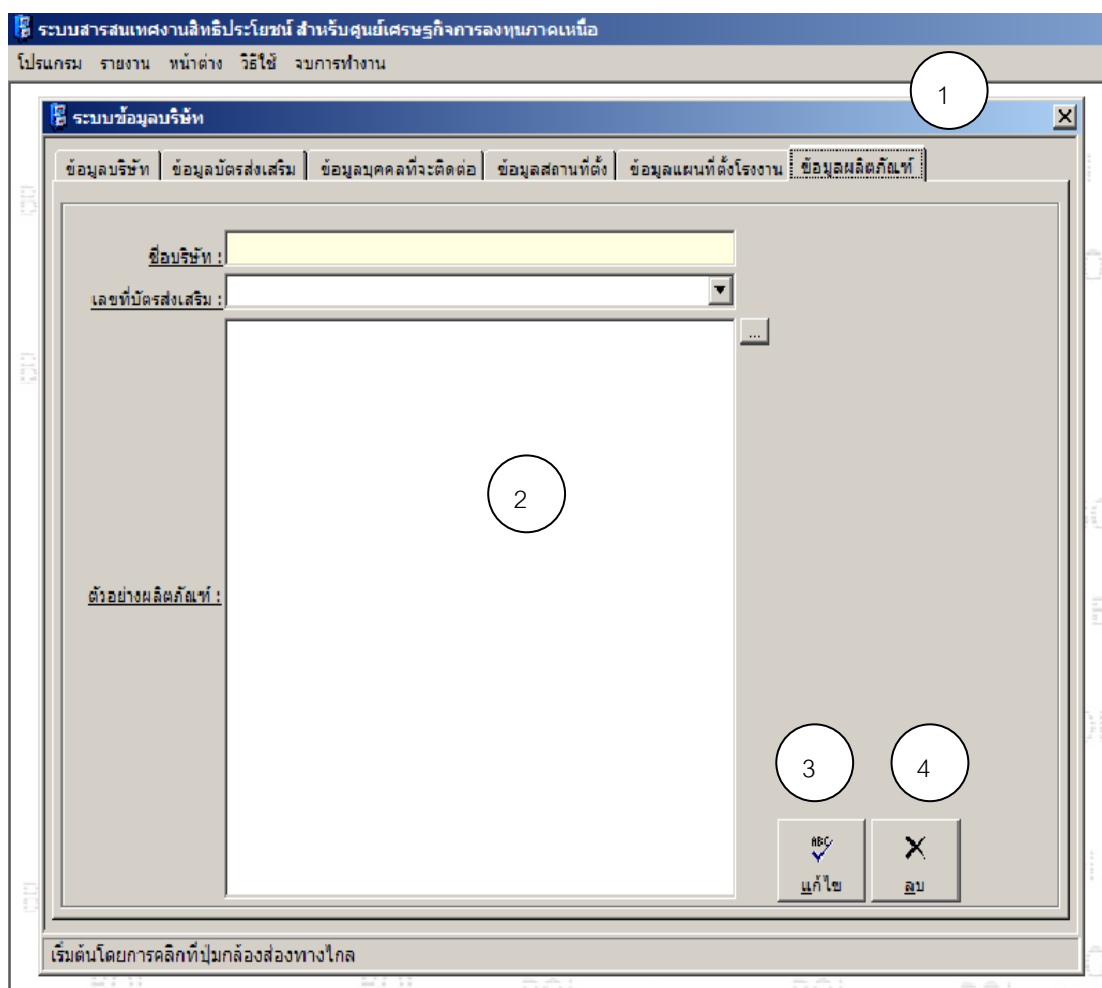 ระบบสารสนเทศงานสิทธิประโยชน์ สำหรับศูนย์เศรษฐกิจการลงทุนภาคเหนือ
โปรแกรม รายงาน หน้าต่าง วิธีใช้ จบการทำงาน
1
ระบบข้อมูลบริษัท
ข้อมูลบริษัท ข้อมูลบัตรส่งเสริม ข้อมูลบุคคลที่จะติดต่อ ข้อมูลสถานที่ตั้ง ข้อมูลแผนที่ตั้งโรงงาน ข้อมูลผลิตภัณฑ์
ชื่อบริษัท :
เลขที่บัตรส่งเสริม :
...
2
ตัวอย่างผลิตภัณฑ์ :
3 4
ABC
แก้ไข ลบ
เริ่มต้นโดยการคลิกที่ปุ่มกล้องส่องทางไกล